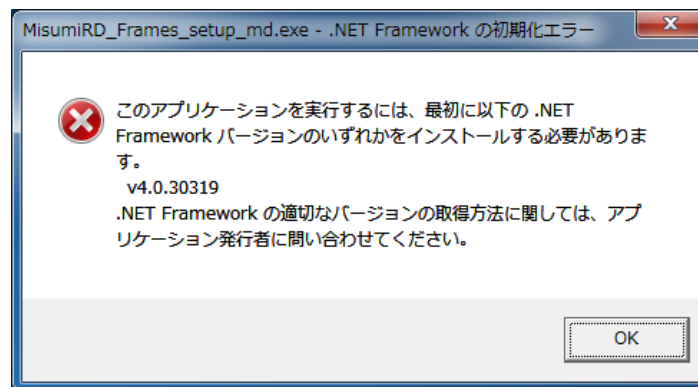 MisumiRD_Frames_setup_md.exe - .NET Framework の初期化エラー
このアプリケーションを実行するには、最初に以下の .NET
Framework バージョンのいずれかをインストールする必要がありま
す。
v4.0.30319
.NET Framework の適切なバージョンの取得方法に関しては、アプ
リケーション発行者に問い合わせてください。
OK